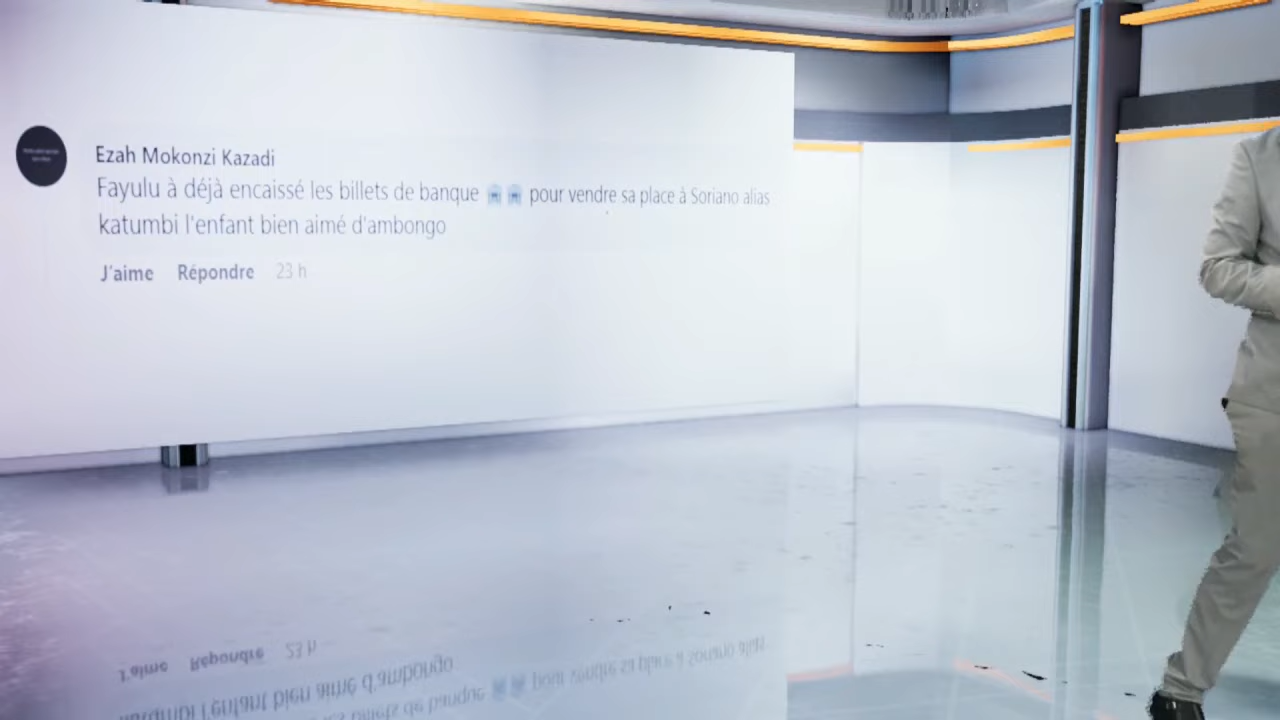 Ezah Mokonzi Kazadi
Fayulu à déjà encaissé les billets de banque 🏧 🏧 pour vendre sa place à Soriano alias
katumbi l'enfant bien aimé d'ambongo
J'aime Répondre 23 h